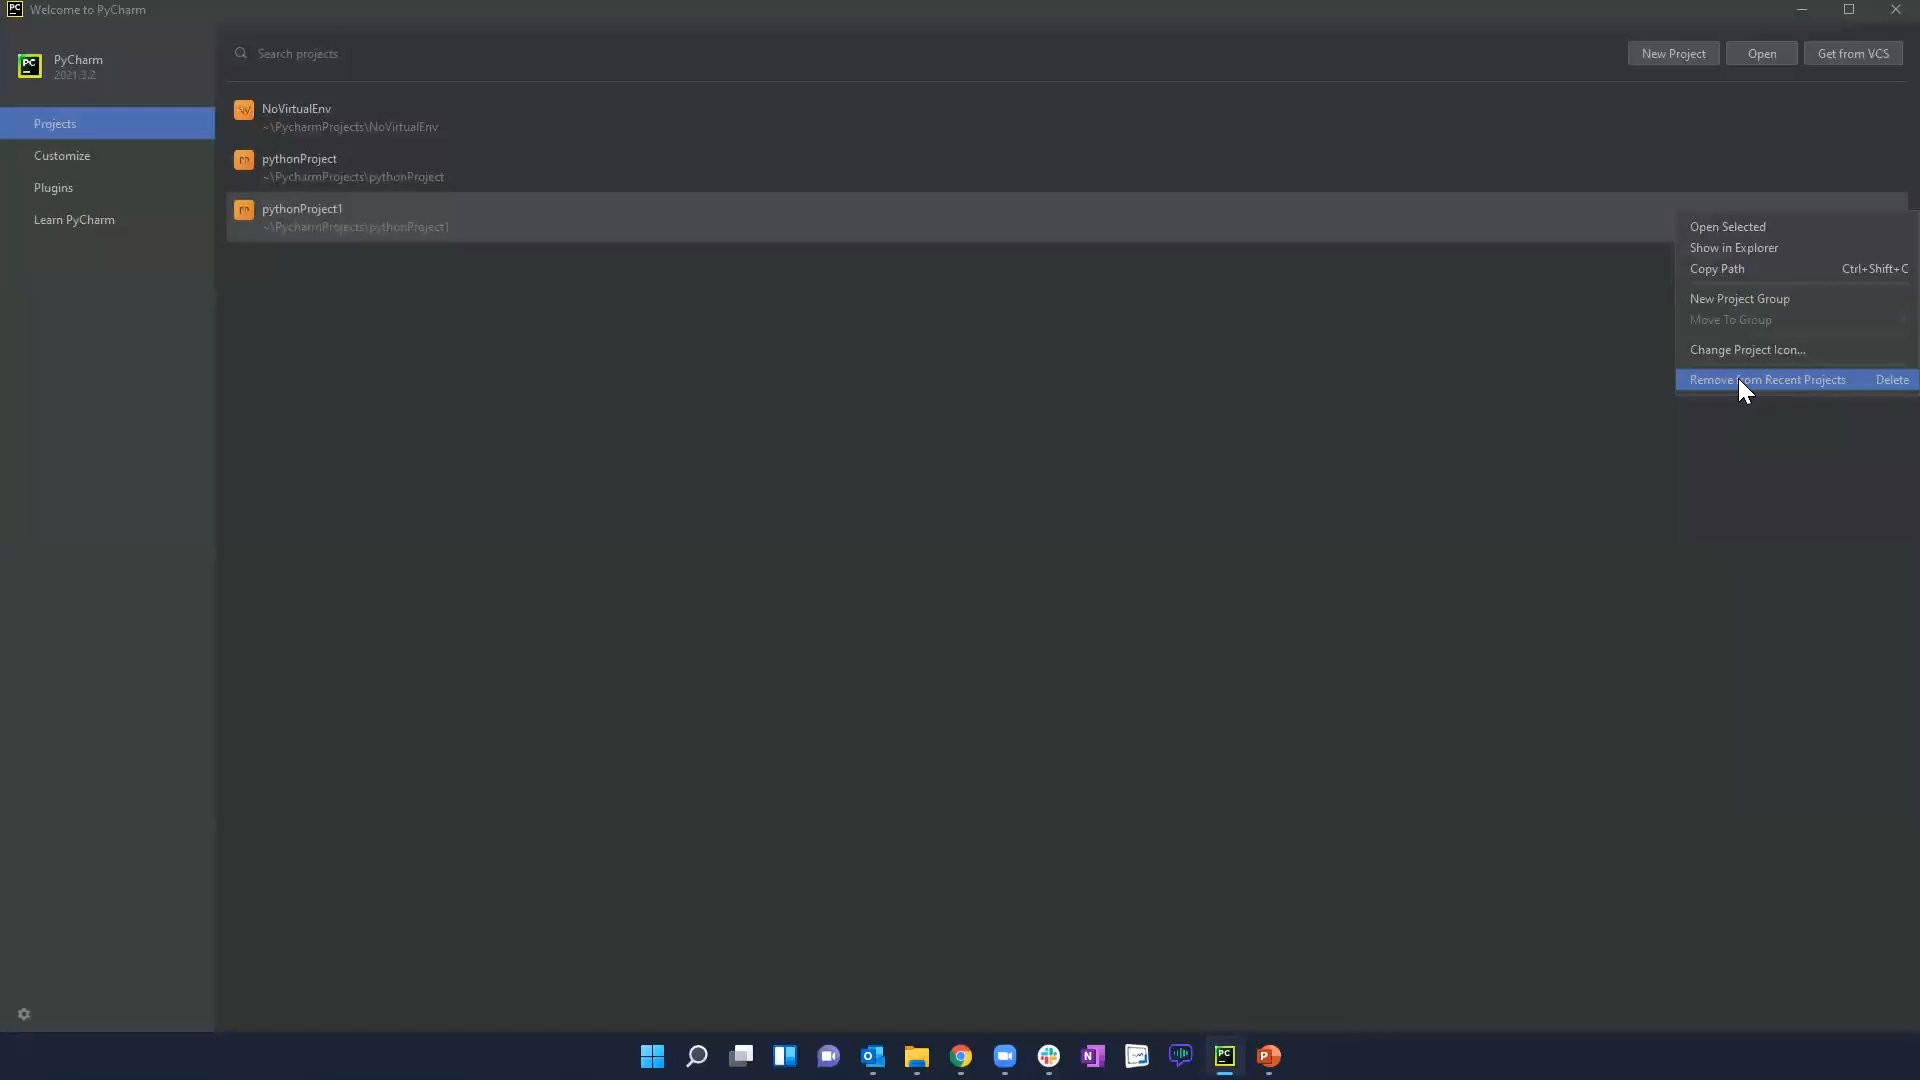 Welcome to PyCharm
PyCharm
2021.3.2
Search projects
New Project
Open
Get from VCS
Projects
Customize
Plugins
Learn PyCharm
NoVirtualEnv
~\PycharmProjects\NoVirtualEnv
pythonProject
~\PycharmProjects\pythonProject
pythonProject1
~\PycharmProjects\pythonProject1
Open Selected
Show in Explorer
Copy Path Ctrl+Shift+C
New Project Group
Move To Group
Change Project Icon...
Remove from Recent Projects Delete